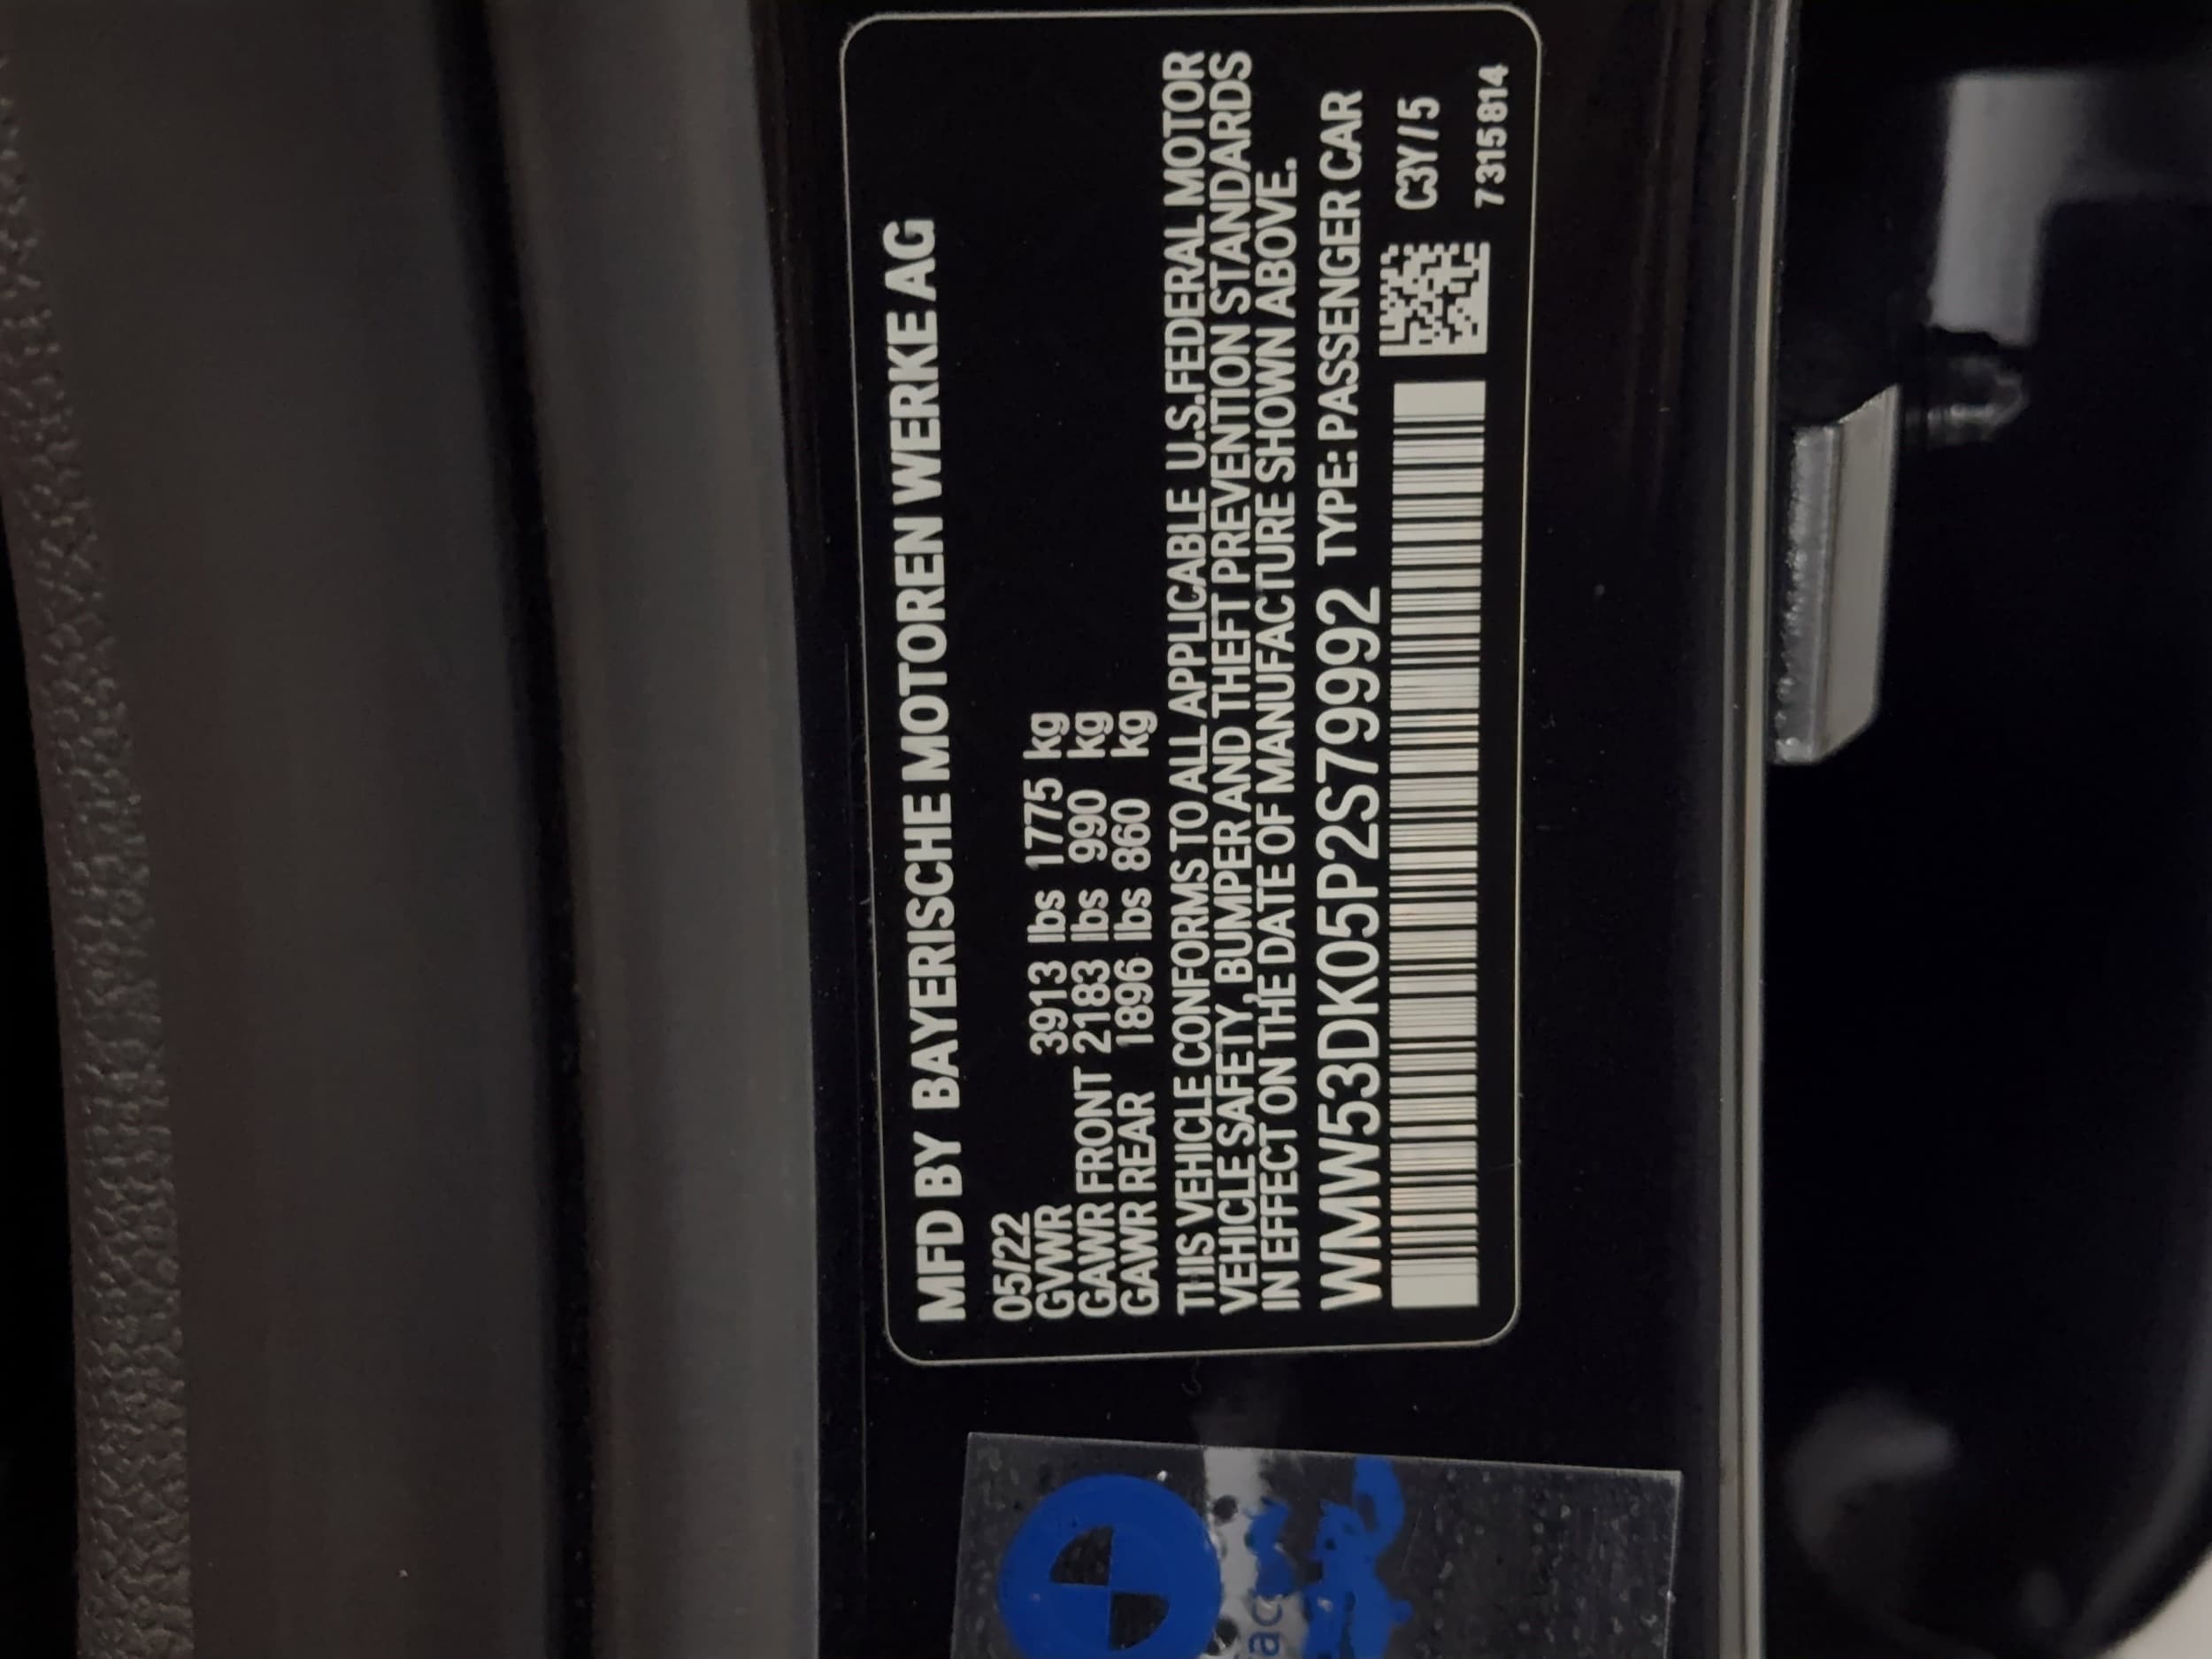 MFD BY BAYERISCHE MOTOREN WERKE AG
05/22
GVWR 3913 lbs 1775 kg
GAWR FRONT 2183 lbs 990 kg
GAWR REAR 1896 lbs 860 kg
THIS VEHICLE CONFORMS TO ALL APPLICABLE U.S.FEDERAL MOTOR
VEHICLE SAFETY, BUMPER AND THEFT PREVENTION STANDARDS
IN EFFECT ON THE DATE OF MANUFACTURE SHOWN ABOVE.
WMW53DK05P2S79992 TYPE: PASSENGER CAR
C3Y/5
7315814